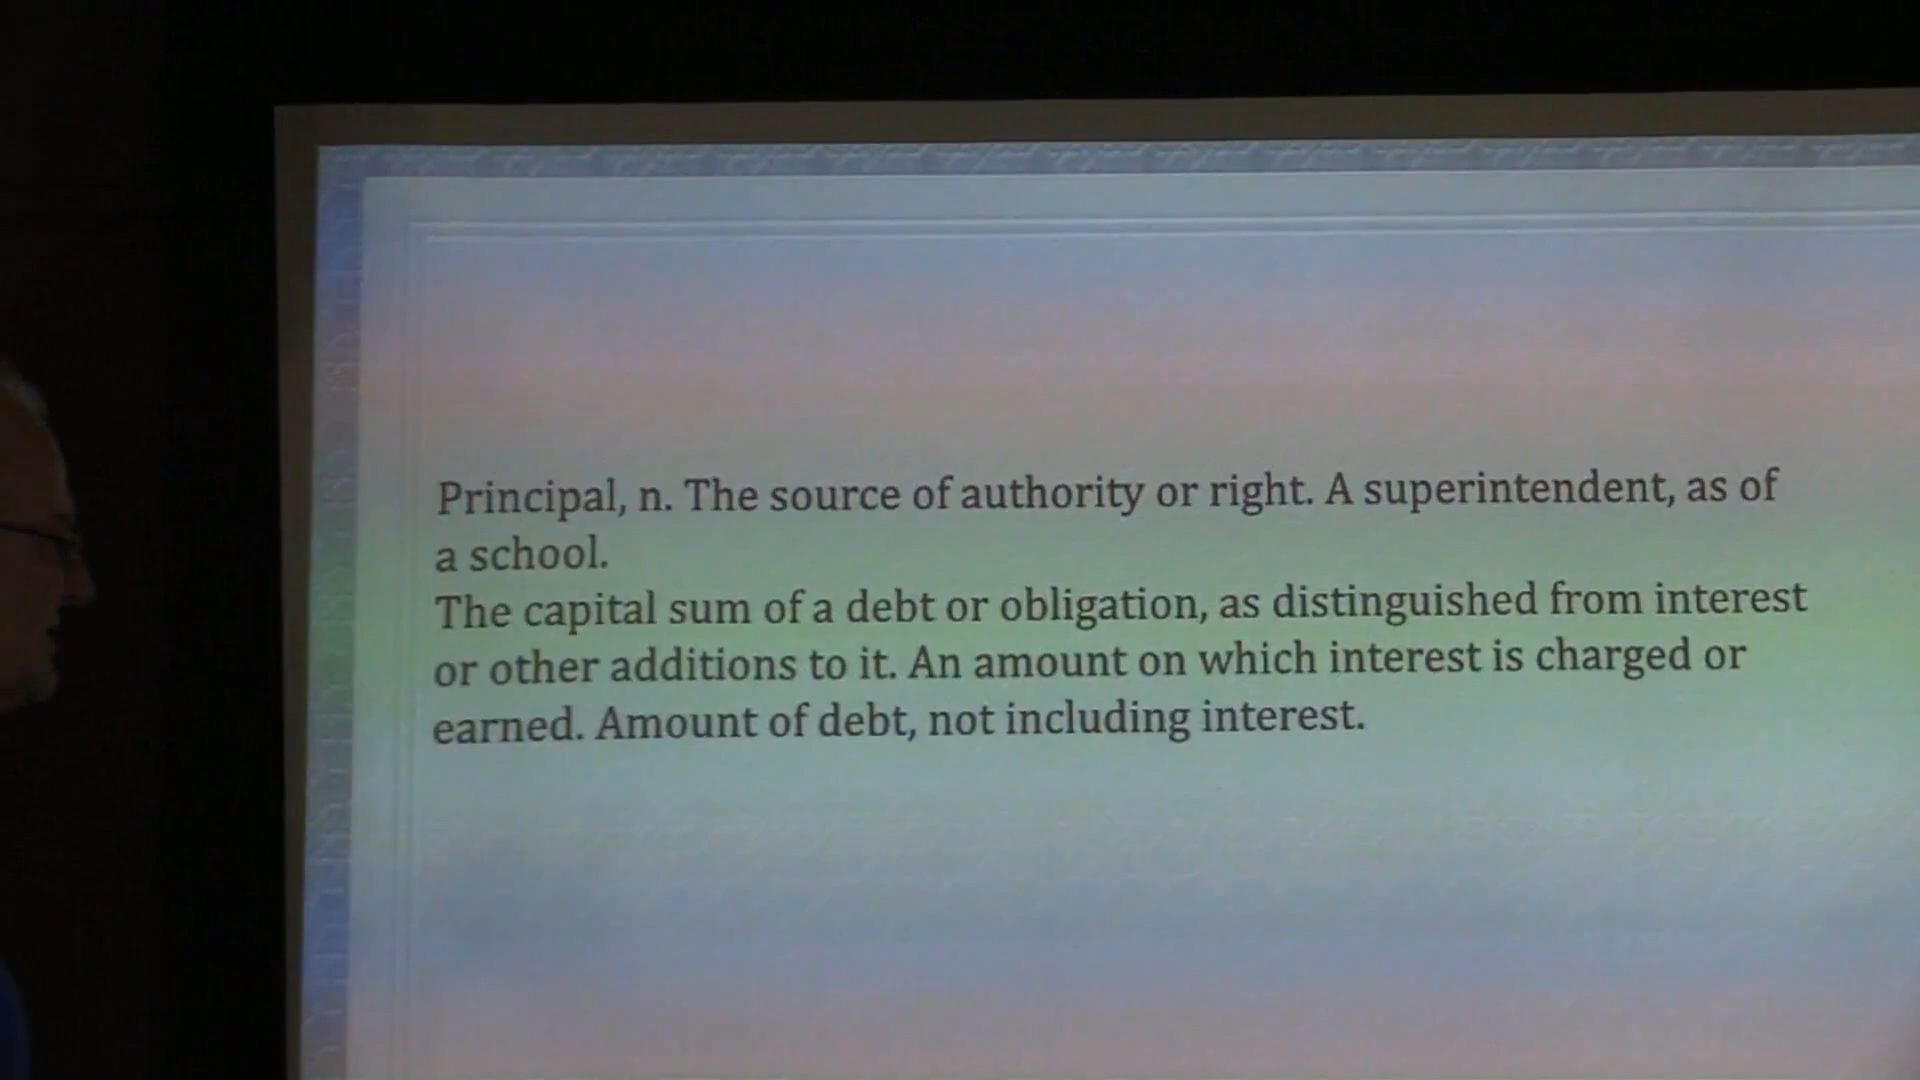 Principal, n. The source of authority or right. A superintendent, as of
a school.
The capital sum of a debt or obligation, as distinguished from interest
or other additions to it. An amount on which interest is charged or
earned. Amount of debt, not including interest.